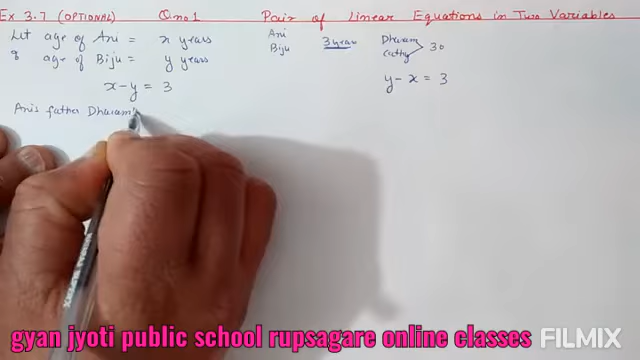 Ex 3.7 (OPTIONAL) Q.no 1 Pair of Linear Equations in Two Variables
Let age of Ani = x years
& age of Biju = y years
x - y = 3
Ani's father Dharam's
Ani
Biju
3 years
Dharam
Cathy
30
y - x = 3
gyan jyoti public school rupsagare online classes
FILMIX